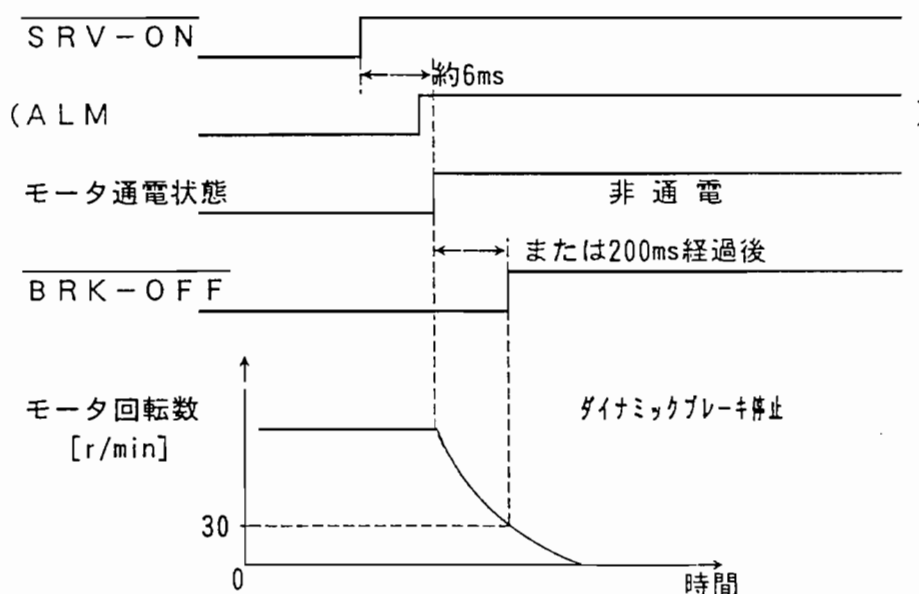 SRV-ON
約6ms
(ALM
モータ通電状態
非通電
または200ms経過後
BRK-OFF
モータ回転数
[r/min]
ダイナミックブレーキ停止
30
0
時間